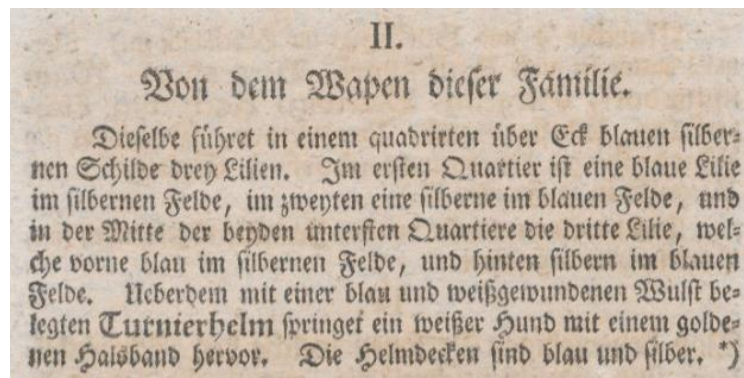 II.
Von dem Wapen dieser Familie.
Dieselbe führet in einem quadrirten über Eck blauen silber-
nen Schilde drey Lilien. Im ersten Quartier ist eine blaue Lilie
im silbernen Felde, im zweyten eine silberne im blauen Felde, und
in der Mitte der beyden untersten Quartiere die dritte Lilie, wel-
che vorne blau im silbernen Felde, und hinten silbern im blauen
Felde. Ueberdem mit einer blau und weißgewundenen Wulst be-
legten Turnierhelm springet ein weißer Hund mit einem golde-
nen Halsband hervor. Die Helmdecken sind blau und silber. *)